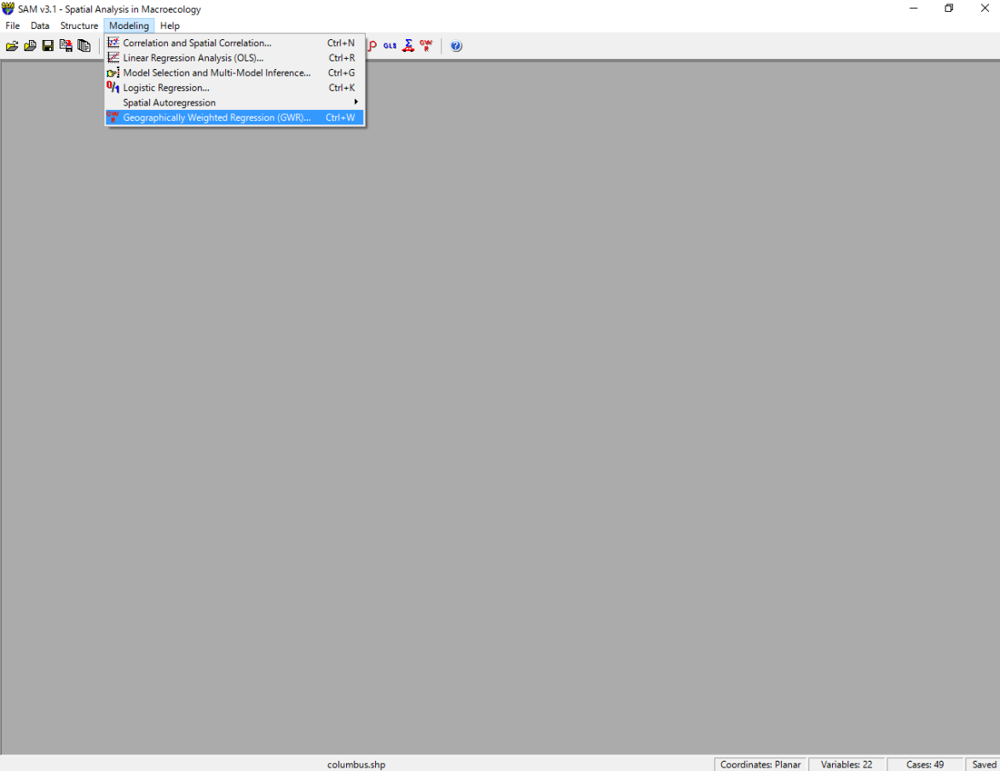 SAM v3.1 - Spatial Analysis in Macroecology
File Data Structure Modeling Help
Correlation and Spatial Correlation... Ctrl+N
Linear Regression Analysis (OLS)... Ctrl+R
Model Selection and Multi-Model Inference... Ctrl+G
Logistic Regression... Ctrl+K
Spatial Autoregression
Geographically Weighted Regression (GWR)... Ctrl+W
GLS GWR
columbus.shp Coordinates: Planar Variables: 22 Cases: 49 Saved